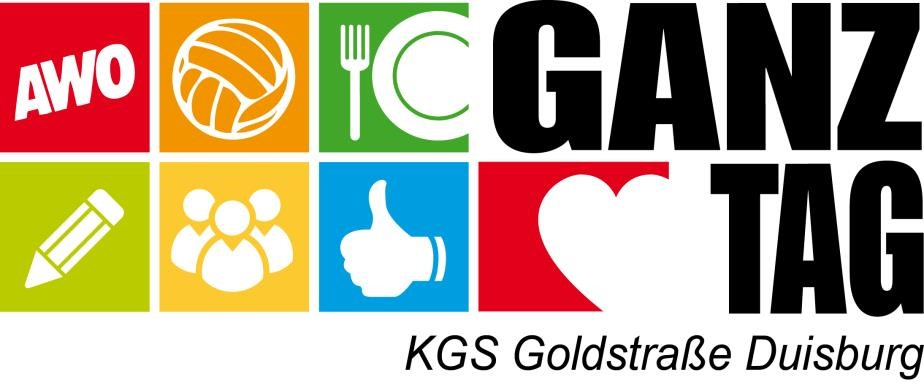 AWO
GANZ
TAG
KGS Goldstraße Duisburg